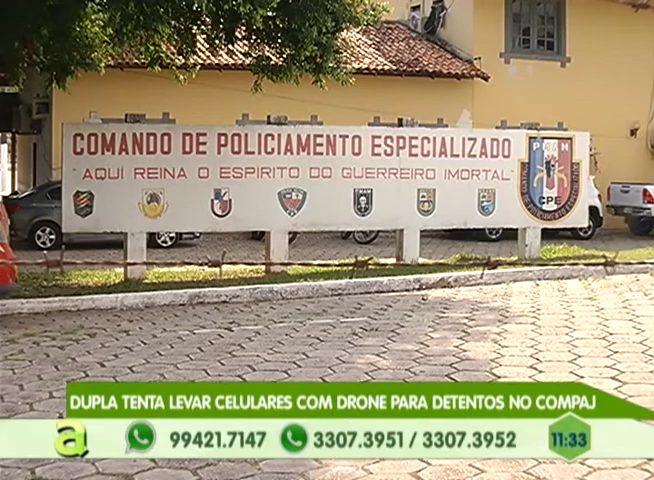 COMANDO DE POLICIAMENTO ESPECIALIZADO
"AQUI REINA O ESPIRITO DO GUERREIRO IMORTAL"
CPE
DUPLA TENTA LEVAR CELULARES COM DRONE PARA DETENTOS NO COMPAJ
a
99421.7147
3307.3951 / 3307.3952
11:33